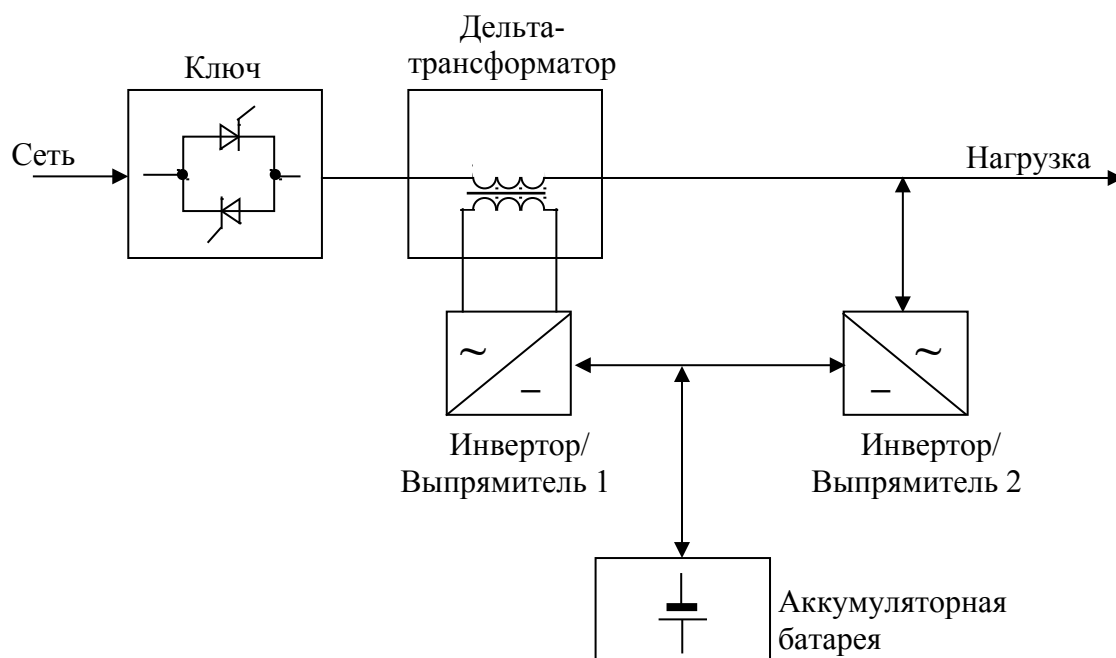 Дельта-
трансформатор
Ключ
Сеть
Нагрузка
~
–
~
–
Инвертор/
Выпрямитель 1
Инвертор/
Выпрямитель 2
Аккумуляторная
батарея